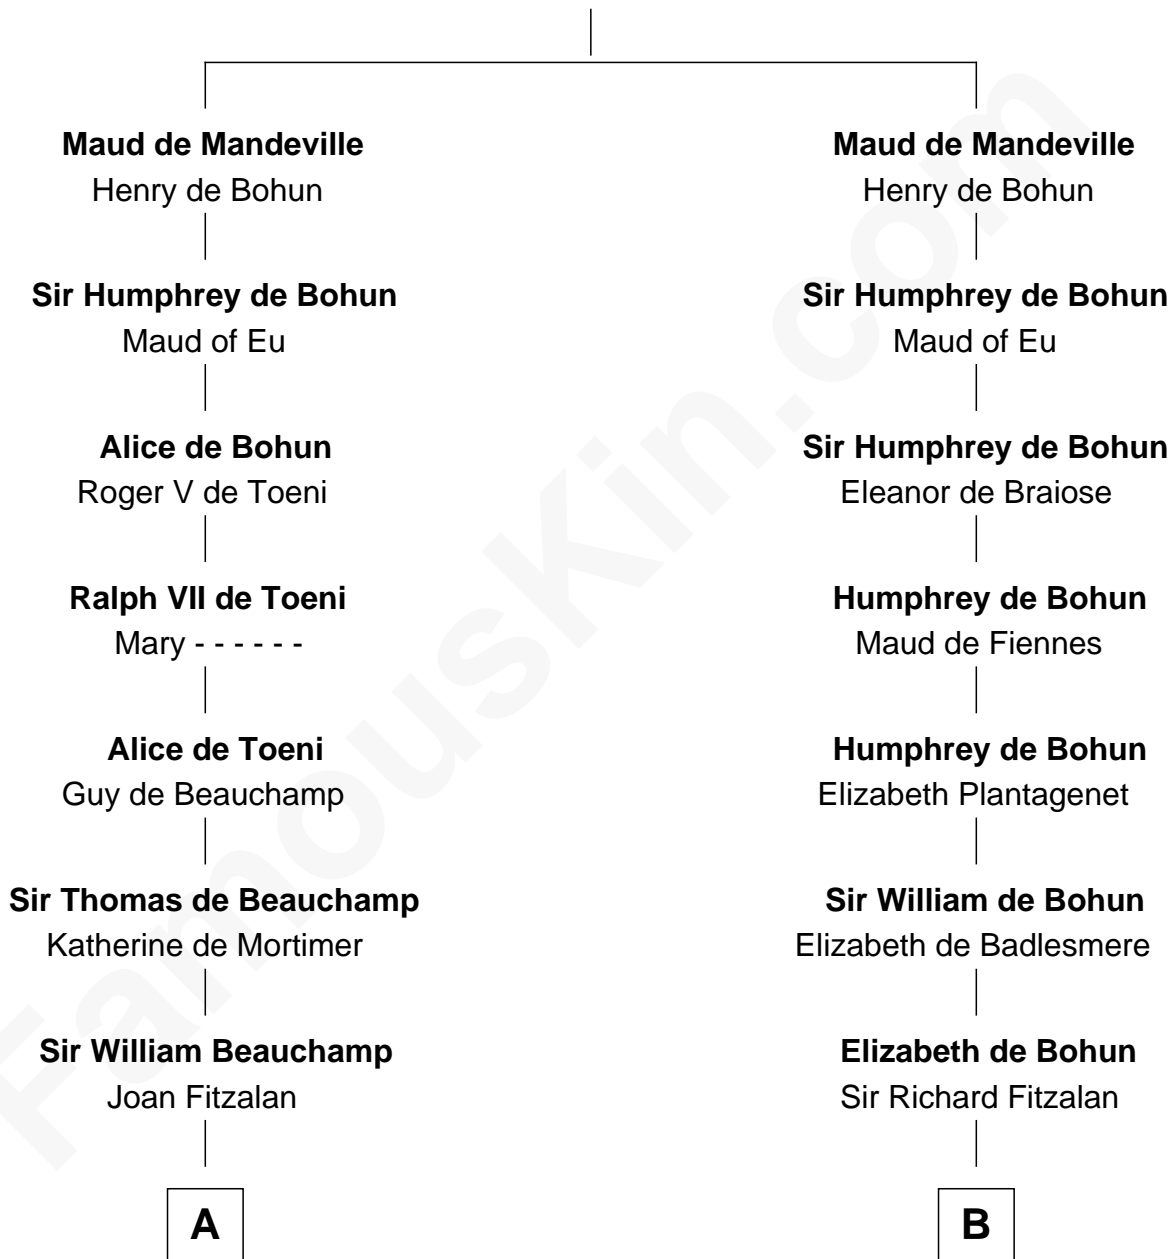 Maud de Mandeville
Henry de Bohun
Sir Humphrey de Bohun
Maud of Eu
Alice de Bohun
Roger V de Toeni
Ralph VII de Toeni
Mary - - - - - -
Alice de Toeni
Guy de Beauchamp
Sir Thomas de Beauchamp
Katherine de Mortimer
Sir William Beauchamp
Joan Fitzalan
A
Maud de Mandeville
Henry de Bohun
Sir Humphrey de Bohun
Maud of Eu
Sir Humphrey de Bohun
Eleanor de Braiose
Humphrey de Bohun
Maud de Fiennes
Humphrey de Bohun
Elizabeth Plantagenet
Sir William de Bohun
Elizabeth de Badlesmere
Elizabeth de Bohun
Sir Richard Fitzalan
B
FamousKin.com